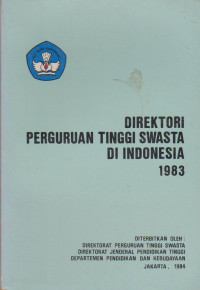 DIREKTORI
PERGURUAN TINGGI SWASTA
DI INDONESIA
1983
DITERBITKAN OLEH :
DIREKTORAT PERGURUAN TINGGI SWASTA
DIREKTORAT JENDERAL PENDIDIKAN TINGGI
DEPARTEMEN PENDIDIKAN DAN KEBUDAYAAN
JAKARTA, 1984